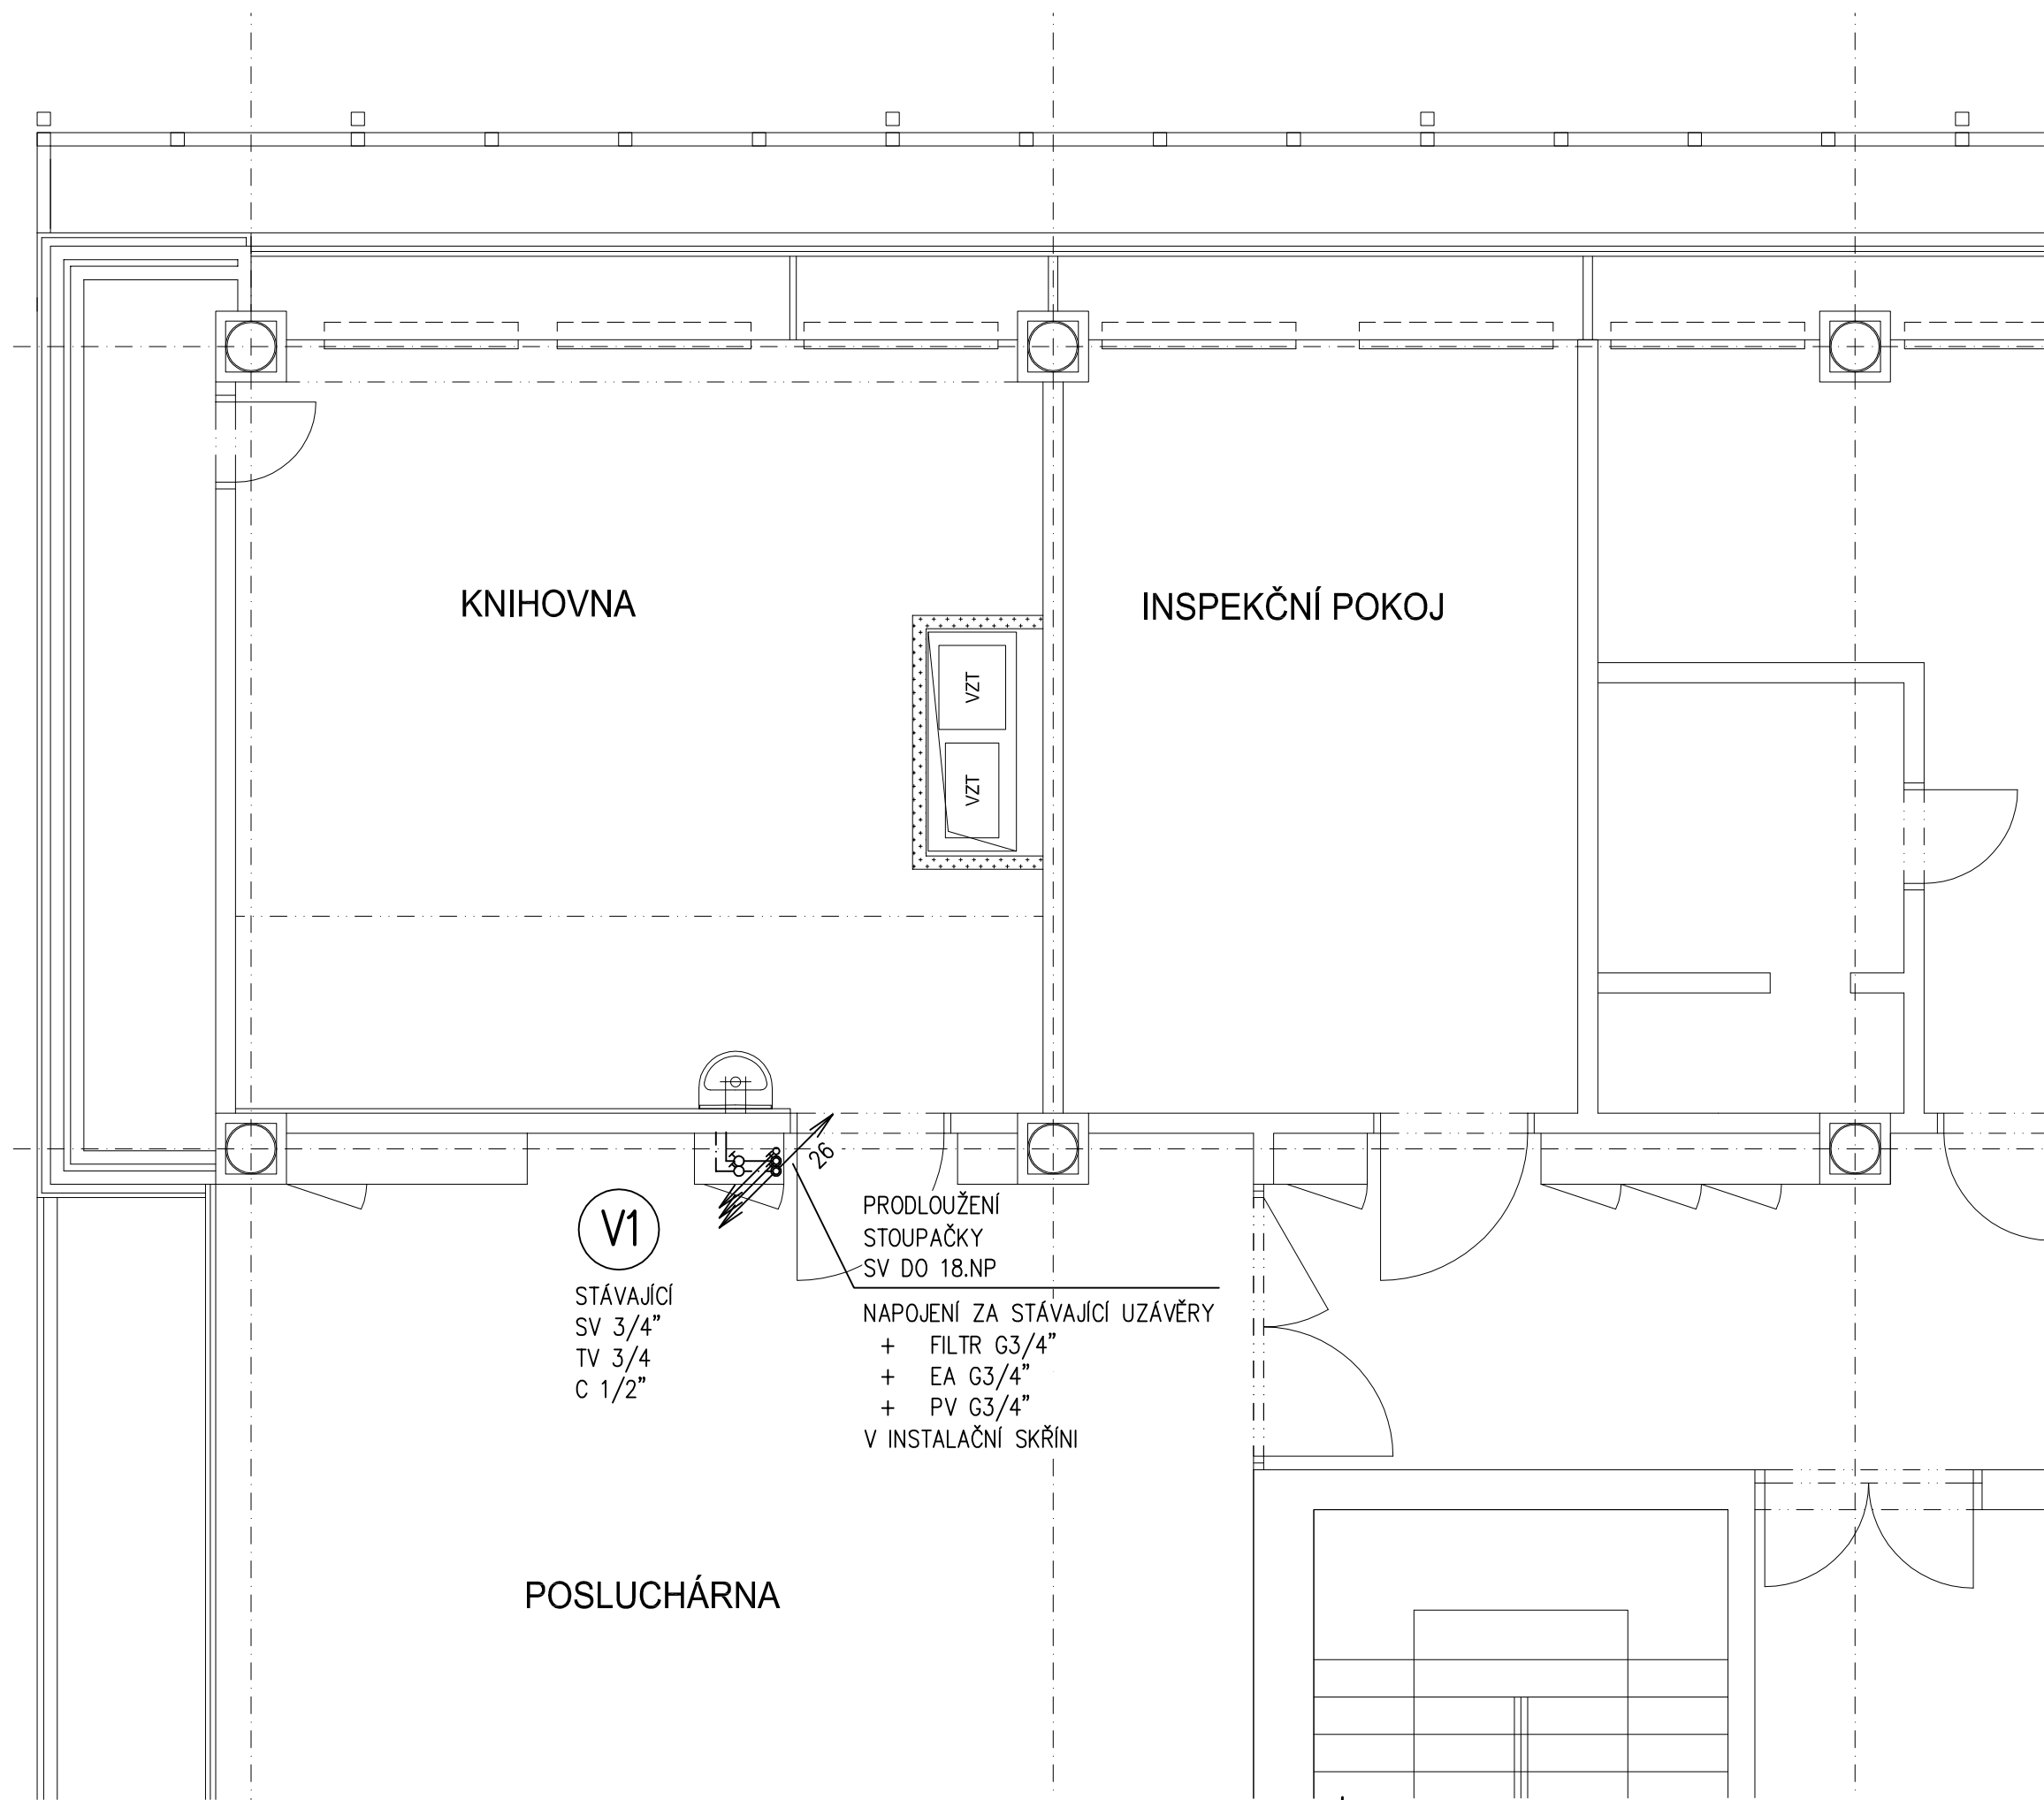 KNIHOVNA
INSPEKČNÍ POKOJ
VZT
VZT
26
V1
STÁVAJÍCÍ
SV 3/4"
TV 3/4
C 1/2"
PRODLOUŽENÍ
STOUPAČKY
SV DO 18.NP
NAPOJENÍ ZA STÁVAJÍCÍ UZÁVĚRY
+ FILTR G3/4"
+ EA G3/4"
+ PV G3/4"
V INSTALAČNÍ SKŘÍNI
POSLUCHÁRNA